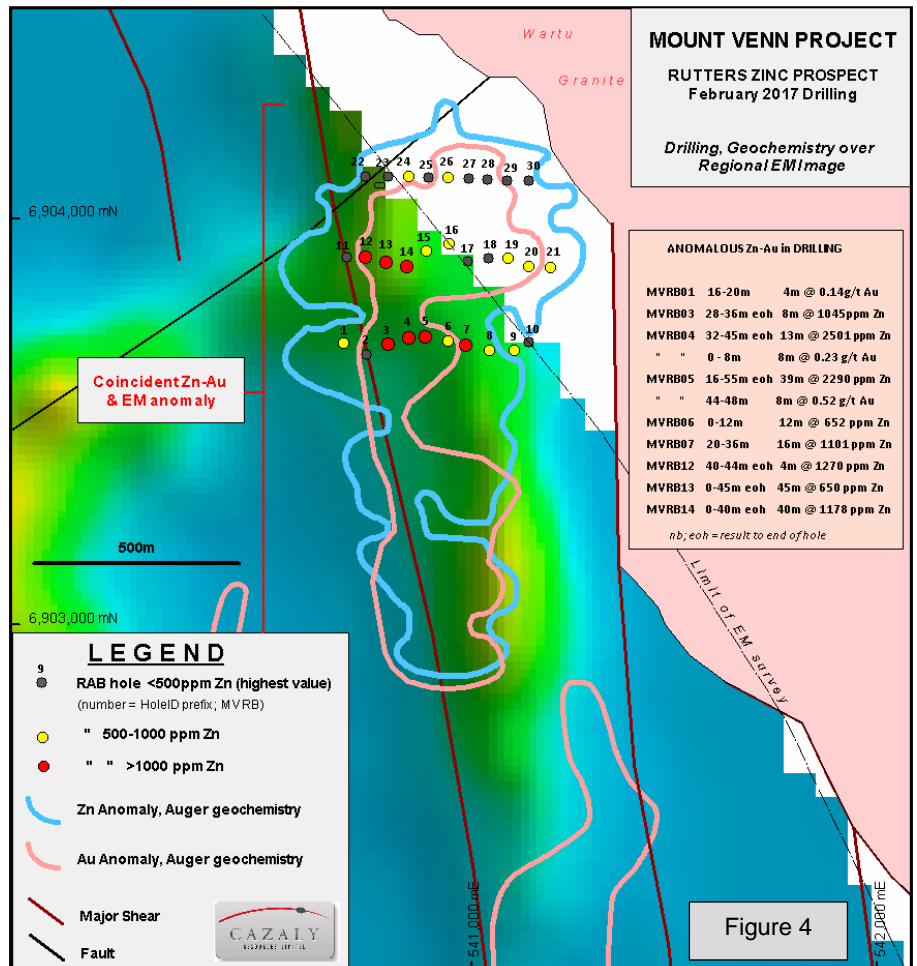 Wartu
Granite
MOUNT VENN PROJECT
RUTTERS ZINC PROSPECT
February 2017 Drilling
Drilling, Geochemistry over
Regional EM Image
22 23 24 25 26 27 28 29 30
6,904,000 mN
11 12 13 14 15 16 17 18 19 20 21
1 2 3 4 5 6 7 8 9 10
Coincident Zn-Au
& EM anomaly
ANOMALOUS Zn-Au in DRILLING
MVRB01 16-20m 4m @ 0.14g/t Au
MVRB03 28-36m eoh 8m @ 1045ppm Zn
MVRB04 32-45m eoh 13m @ 2501 ppm Zn
" " 0-8m 8m @ 0.23 g/t Au
MVRB05 16-55m eoh 39m @ 2290 ppm Zn
" " 44-48m 8m @ 0.52 g/t Au
MVRB06 0-12m 12m @ 652 ppm Zn
MVRB07 20-36m 16m @ 1101 ppm Zn
MVRB12 40-44m eoh 4m @ 1270 ppm Zn
MVRB13 0-45m eoh 45m @ 650 ppm Zn
MVRB14 0-40m eoh 40m @ 1178 ppm Zn
nb; eoh = result to end of hole
500m
Limit of EM survey
6,903,000 mN
LEGEND
9
RAB hole <500ppm Zn (highest value)
(number = HoleID prefix; MVRB)
" 500-1000 ppm Zn
" " >1000 ppm Zn
Zn Anomaly, Auger geochemistry
Au Anomaly, Auger geochemistry
Major Shear
Fault
CAZALY
RESOURCES LIMITED
541,000 mE
542,000 mE
Figure 4